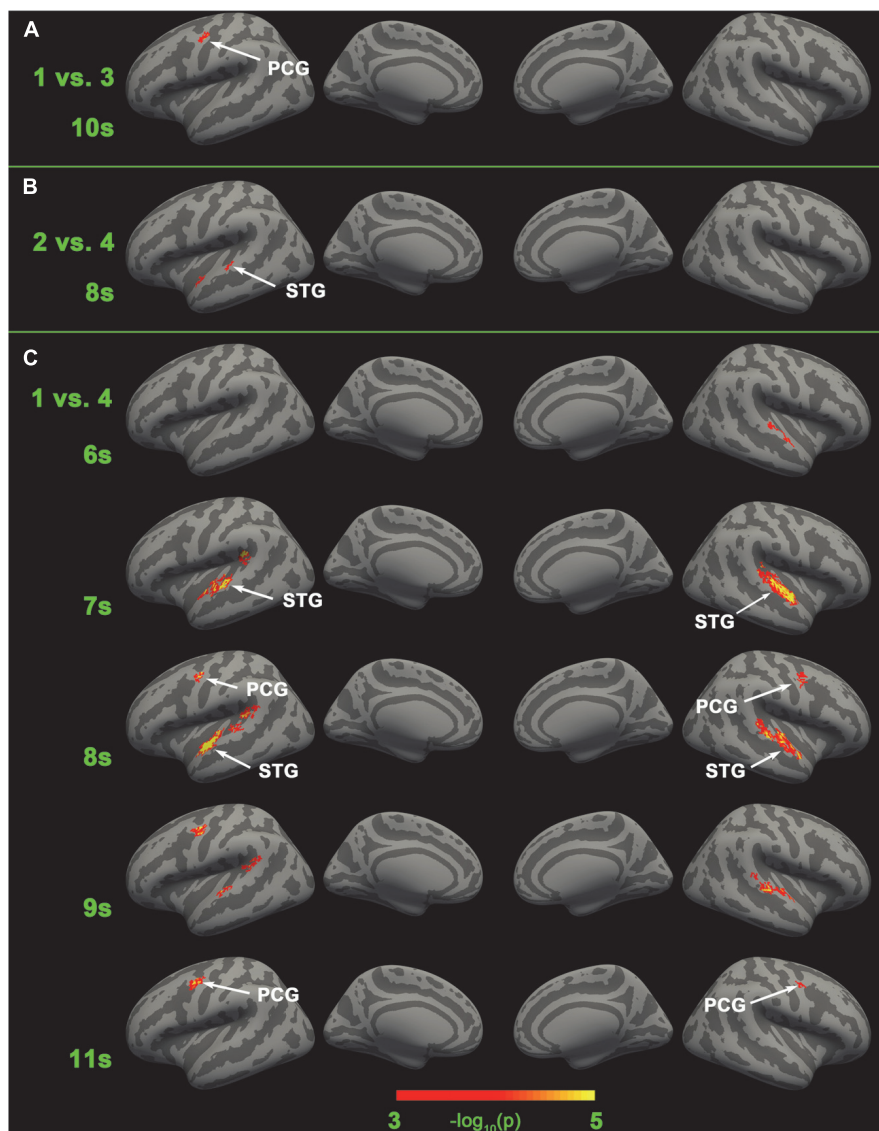 A
1 vs. 3
10s
PCG
B
2 vs. 4
8s
STG
C
1 vs. 4
6s
7s
STG
STG
8s
PCG
PCG
STG
STG
9s
11s
PCG
PCG
3 -log10(p) 5